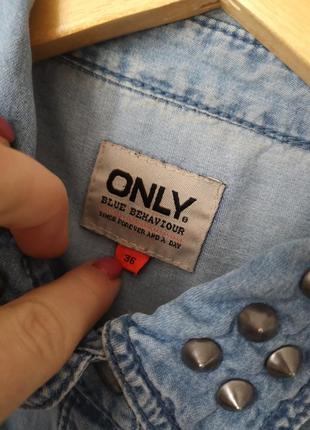 ONLY
BLUE BEHAVIOUR
SINCE FOREVER AND A DAY
36